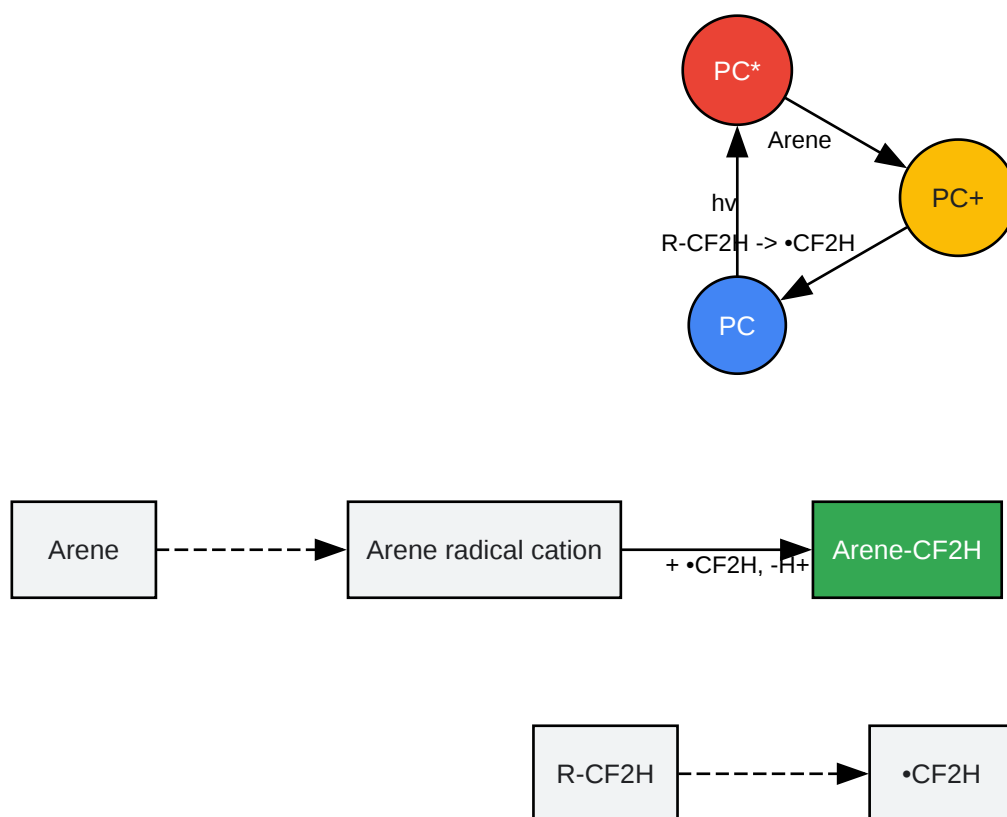 PC*
Arene
PC+
hv
R-CF2H -> •CF2H
PC
Arene
Arene radical cation
+ •CF2H, -H+
Arene-CF2H
R-CF2H
•CF2H